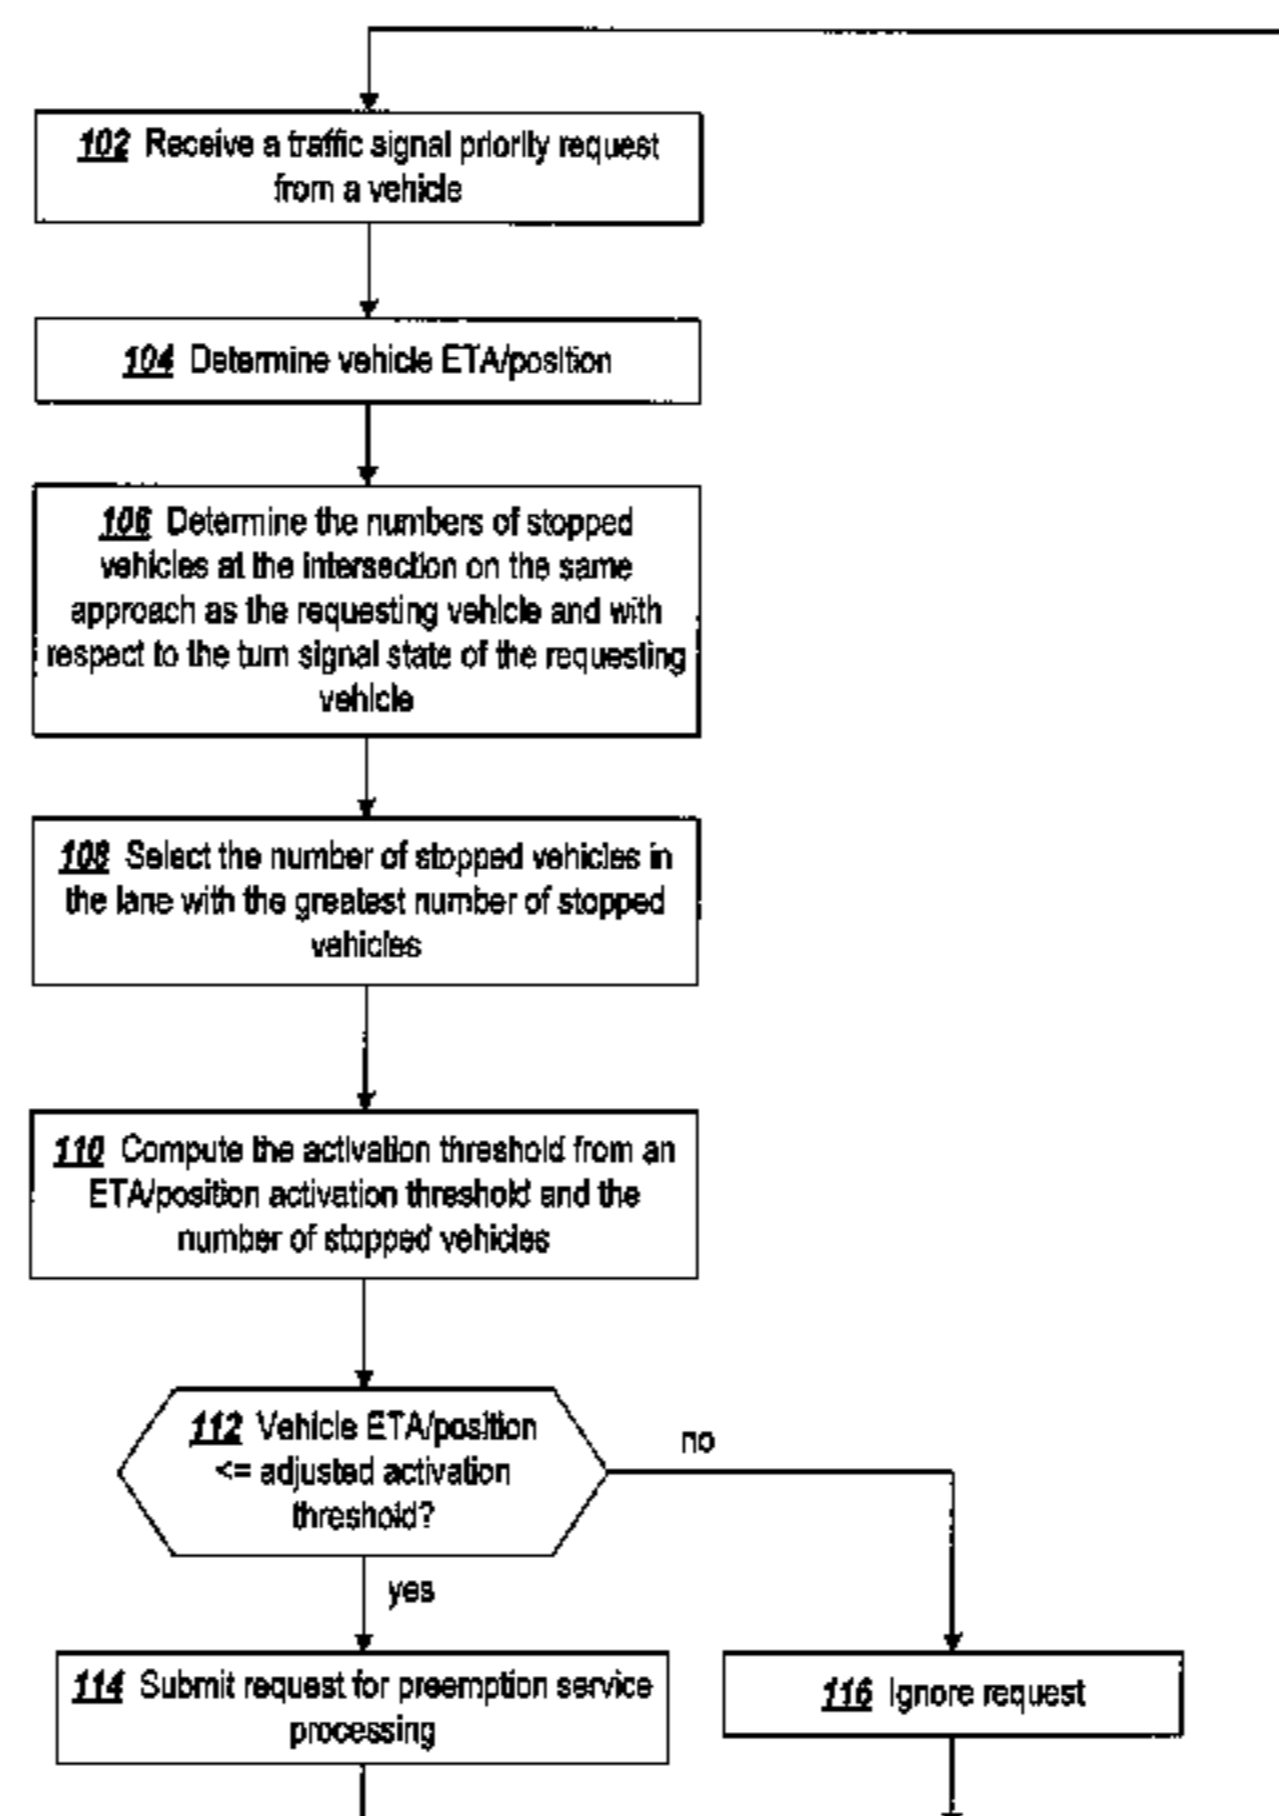 102 Receive a traffic signal priority request
from a vehicle
104 Determine vehicle ETA/position
106 Determine the numbers of stopped
vehicles at the intersection on the same
approach as the requesting vehicle and with
respect to the turn signal state of the requesting
vehicle
108 Select the number of stopped vehicles in
the lane with the greatest number of stopped
vehicles
110 Compute the activation threshold from an
ETA/position activation threshold and the
number of stopped vehicles
112 Vehicle ETA/position
<= adjusted activation
threshold?
no
yes
114 Submit request for preemption service
processing
116 Ignore request